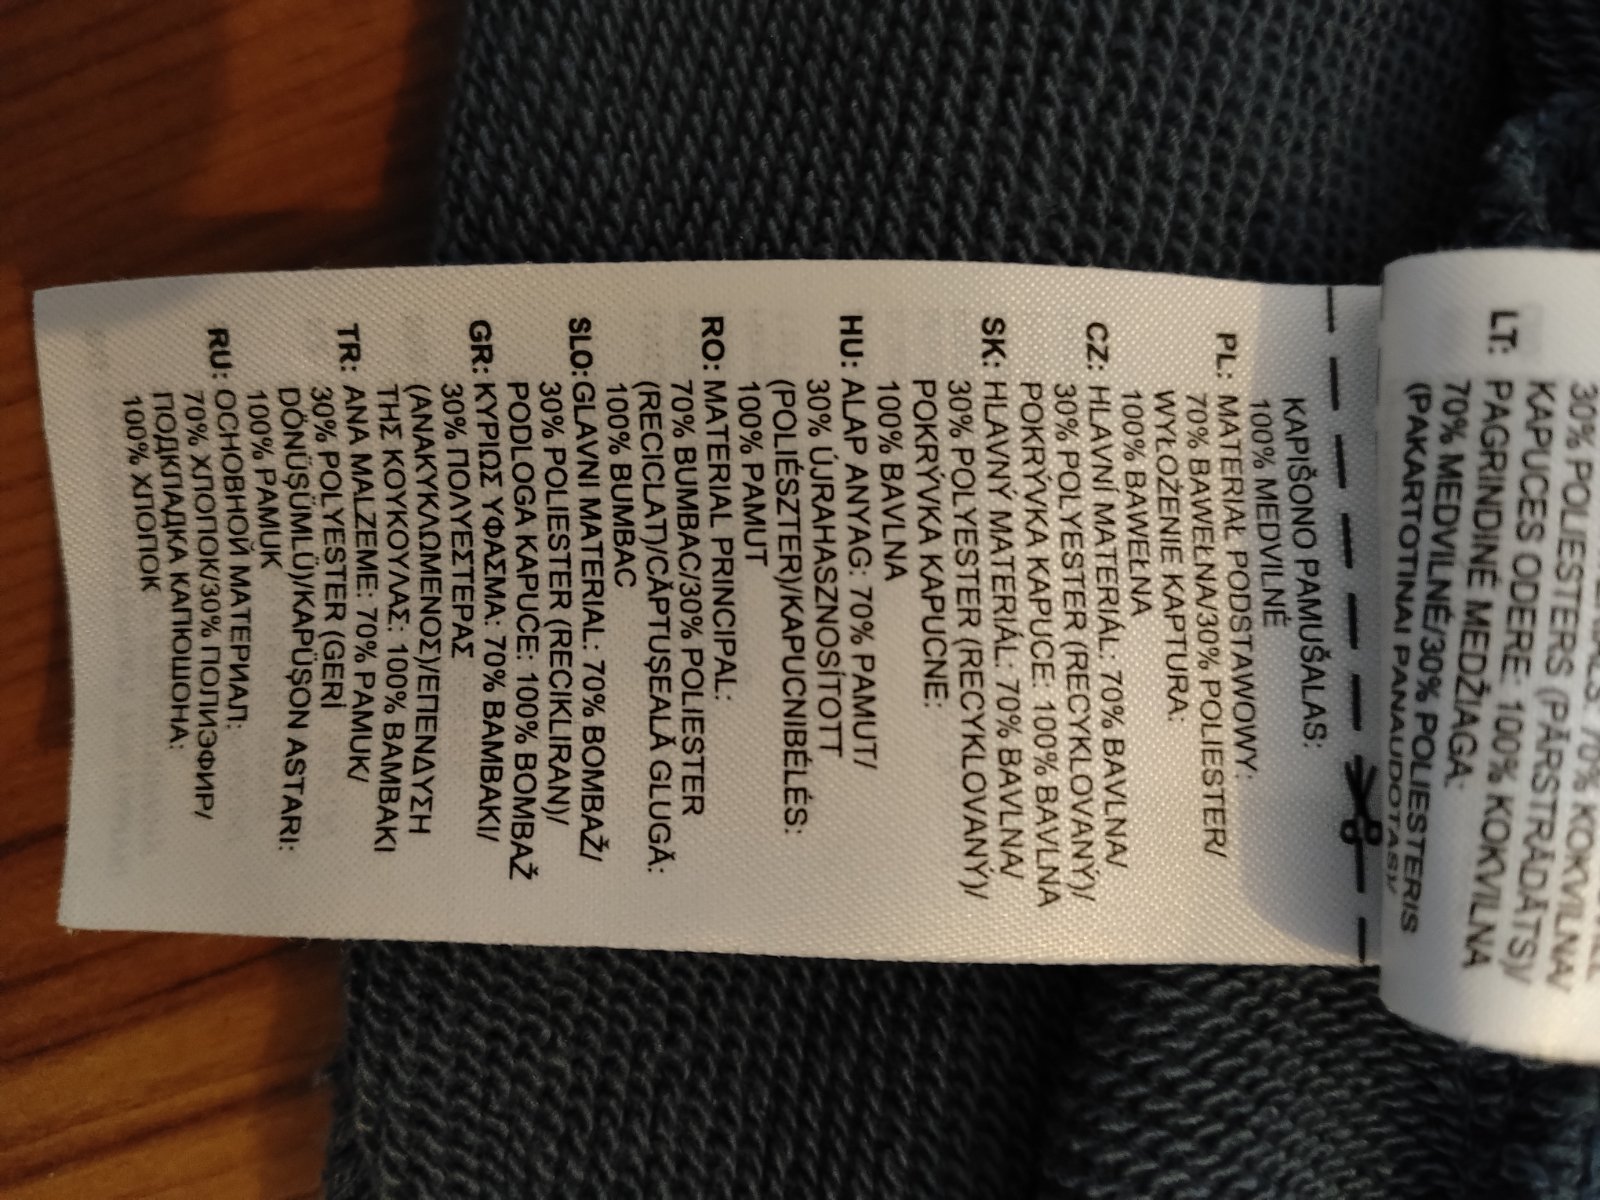 30% POLIESTERS (PĀRSTRĀDĀTS)/
KAPUCES ODERE: 100% KOKVILNA
LT: PAGRINDINĖ MEDŽIAGA:
70% MEDVILNĖ/30% POLIESTERIS
(PAKARTOTINAI PANAUDOTAS)/
KAPIŠONO PAMUŠALAS:
100% MEDVILNĖ
PL: MATERIAŁ PODSTAWOWY:
70% BAWEŁNA/30% POLIESTER/
WYŁOŻENIE KAPTURA:
100% BAWEŁNA
CZ: HLAVNÍ MATERIÁL: 70% BAVLNA/
30% POLYESTER (RECYKLOVANÝ)/
POKRÝVKA KAPUCE: 100% BAVLNA
SK: HLAVNÝ MATERIÁL: 70% BAVLNA/
30% POLYESTER (RECYKLOVANÝ)/
POKRÝVKA KAPUCNE:
100% BAVLNA
HU: ALAP ANYAG: 70% PAMUT/
30% ÚJRAHASZNOSÍTOTT
(POLIÉSZTER)/KAPUCNIBÉLÉS:
100% PAMUT
RO: MATERIAL PRINCIPAL:
70% BUMBAC/30% POLIESTER
(RECICLAT)/CĂPTUȘEALĂ GLUGĂ:
100% BUMBAC
SLO: GLAVNI MATERIAL: 70% BOMBAŽ/
30% POLIESTER (RECIKLIRAN)/
PODLOGA KAPUCE: 100% BOMBAŽ
GR: ΚΥΡΙΩΣ ΥΦΑΣΜΑ: 70% ΒΑΜΒΑΚΙ/
30% ΠΟΛΥΕΣΤΕΡΑΣ
(ΑΝΑΚΥΚΛΩΜΕΝΟΣ)/ΕΠΕΝΔΥΣΗ
ΤΗΣ ΚΟΥΚΟΥΛΑΣ: 100% ΒΑΜΒΑΚΙ
TR: ANA MALZEME: 70% PAMUK/
30% POLYESTER (GERİ
DÖNÜŞÜMLÜ)/KAPÜŞON ASTARI:
100% PAMUK
RU: ОСНОВНОЙ МАТЕРИАЛ:
70% ХЛОПОК/30% ПОЛИЭФИР/
ПОДКЛАДКА КАПЮШОНА:
100% ХЛОПОК